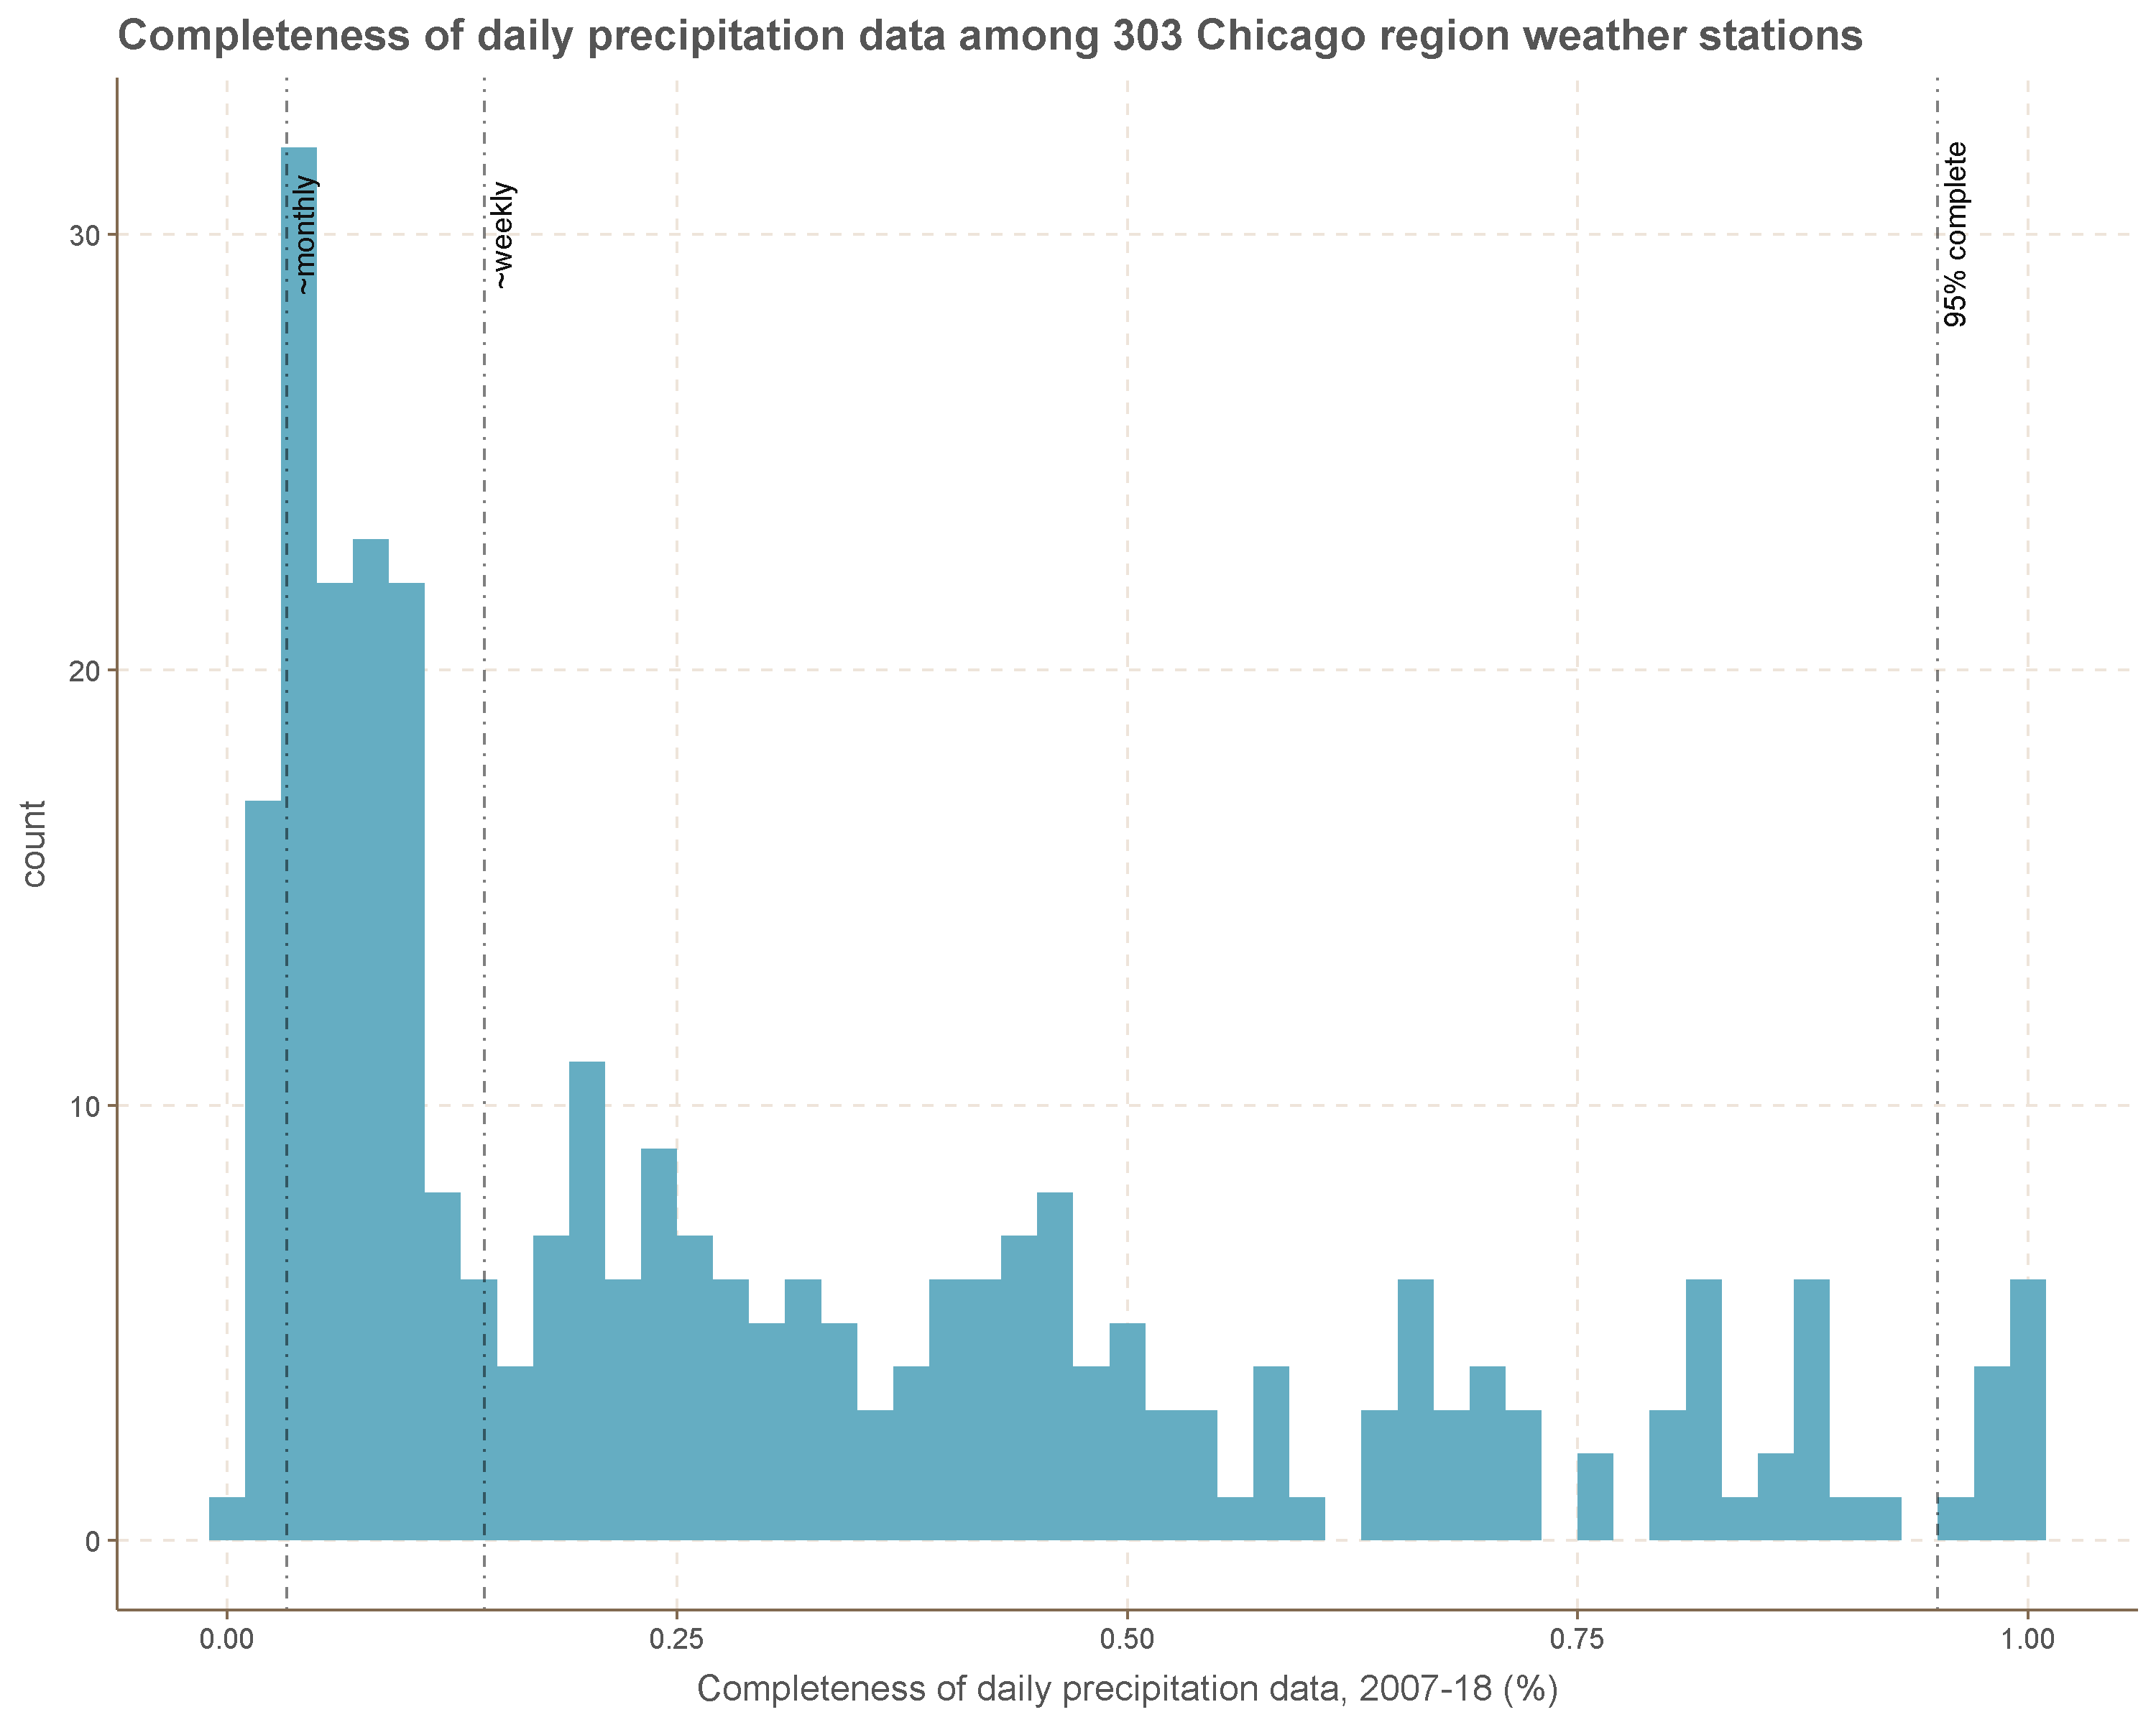 Completeness of daily precipitation data among 303 Chicago region weather stations
~monthly
~weekly
95% complete
30
20
10
0
count
0.00
0.25
0.50
0.75
1.00
Completeness of daily precipitation data, 2007-18 (%)